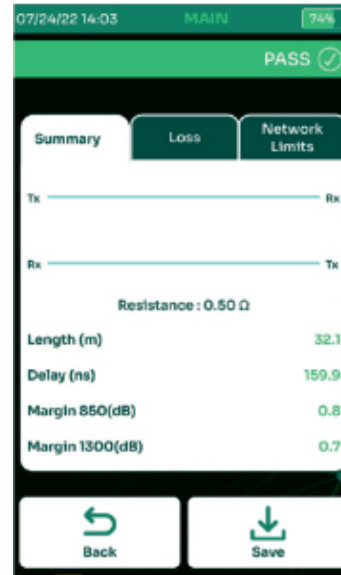 07/24/22 14:03 MAIN 74%
PASS
Summary Loss Network Limits
Tx Rx
Rx Tx
Resistance : 0.50 Ω
Length (m) 32.1
Delay (ns) 159.9
Margin 850(dB) 0.8
Margin 1300(dB) 0.7
Back Save